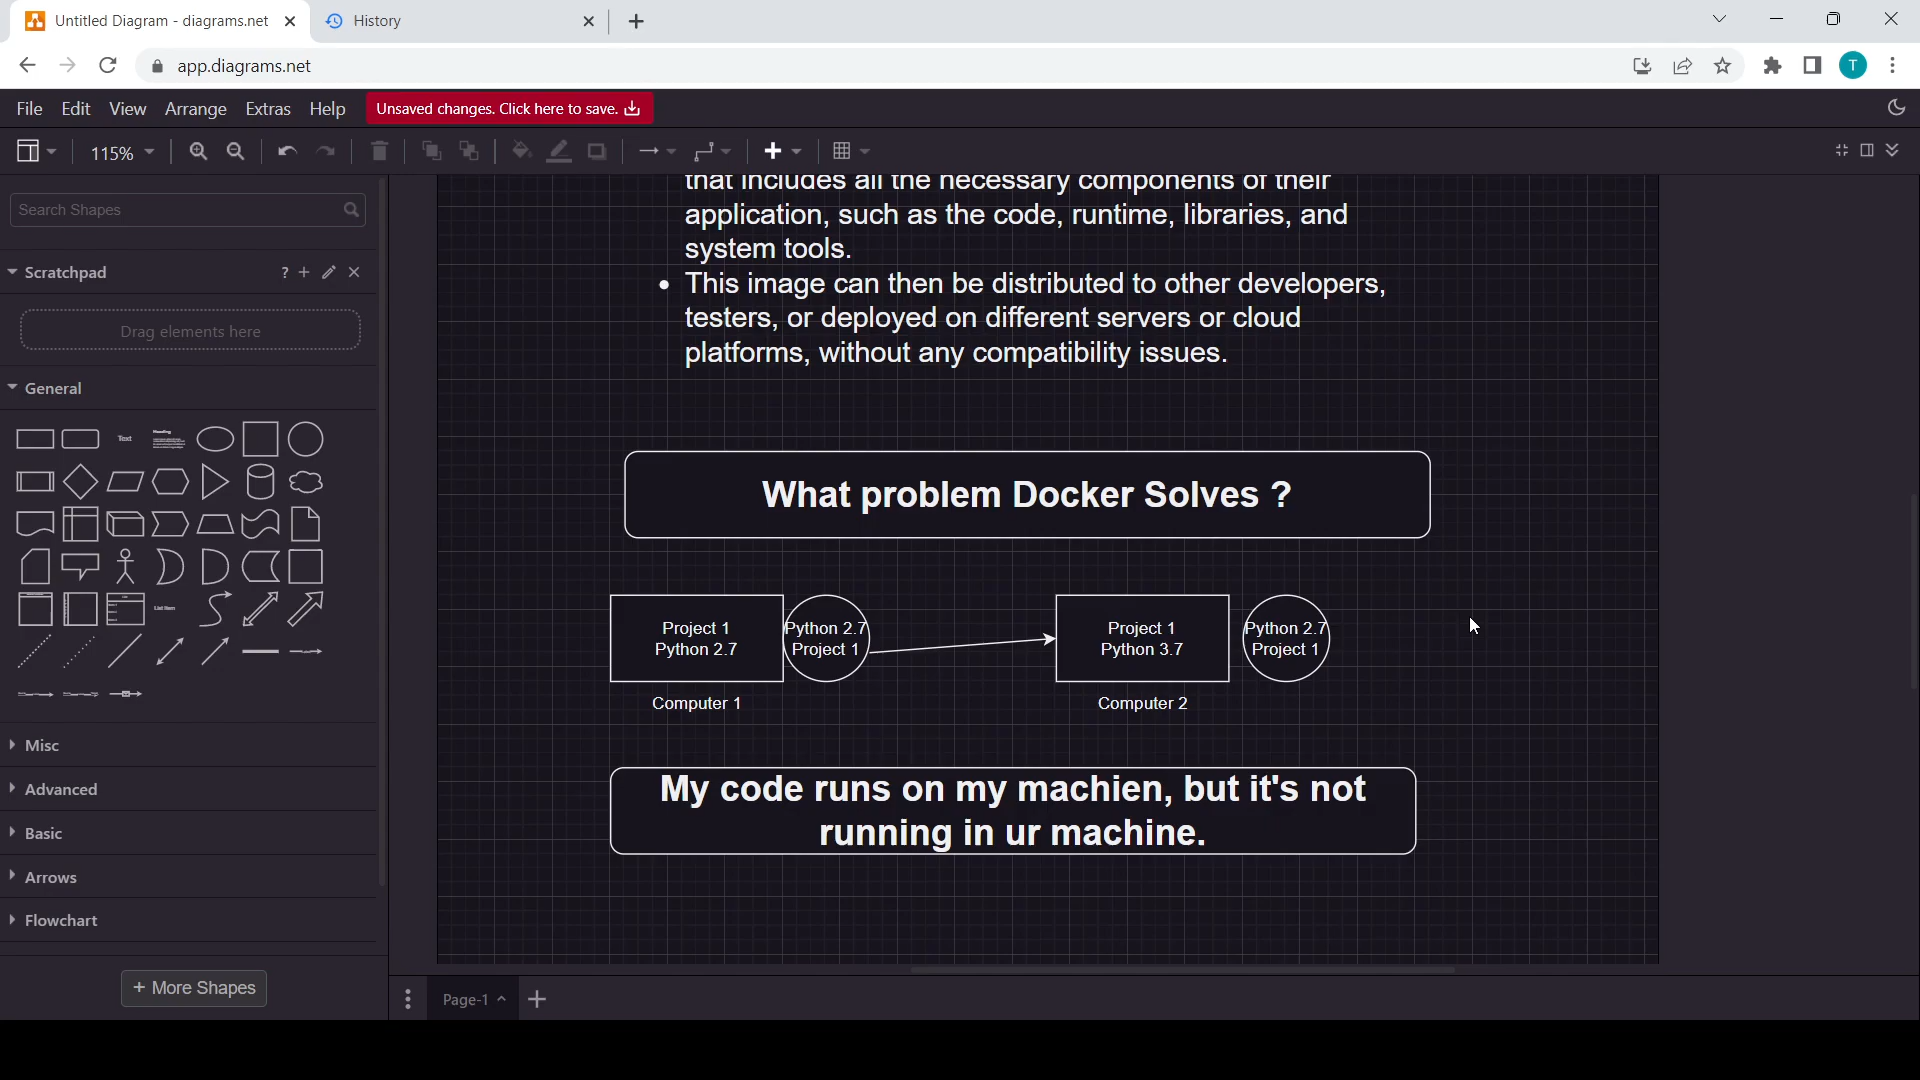 Untitled Diagram - diagrams.net
History
app.diagrams.net
T
File Edit View Arrange Extras Help
Unsaved changes. Click here to save.
115%
Search Shapes
Scratchpad
?
Drag elements here
General
Text
Heading
List Item
Misc
Advanced
Basic
Arrows
Flowchart
+ More Shapes
that includes all the necessary components of their
application, such as the code, runtime, libraries, and
system tools.
• This image can then be distributed to other developers,
testers, or deployed on different servers or cloud
platforms, without any compatibility issues.
What problem Docker Solves ?
Project 1
Python 2.7
Python 2.7
Project 1
Computer 1
Project 1
Python 3.7
Python 2.7
Project 1
Computer 2
My code runs on my machien, but it's not
running in ur machine.
Page-1